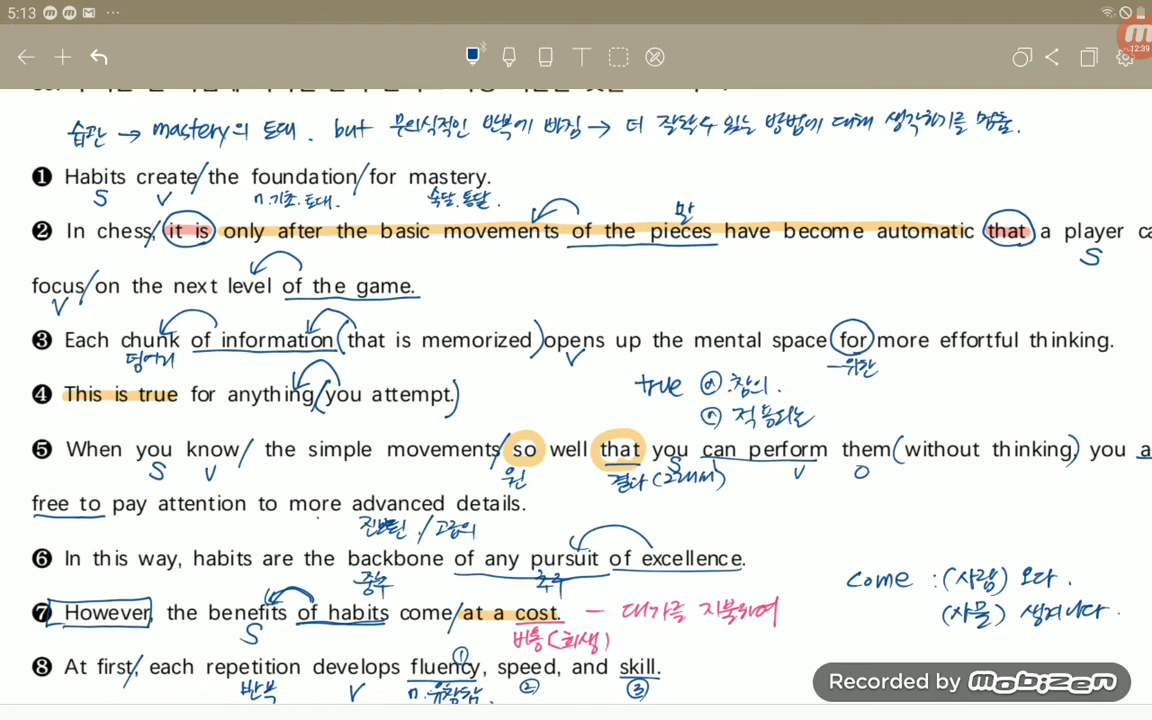 5:13
12:39
습관 → mastery의 토대. but 무의식적인 반복에 빠짐 → 더 잘할 수 있는 방법에 대해 생각하기를 멈춤.
❶ Habits create/the foundation/for mastery.
S V n.기초.토대. 숙달.통달.
말
❷ In chess, it is only after the basic movements of the pieces have become automatic that a player ca
S
focus/on the next level of the game.
V
❸ Each chunk of information (that is memorized) opens up the mental space for more effortful thinking.
덩어리 V ~위한
❹ This is true for anything (you attempt.)
true ⓐ.참의.
ⓐ 적용되는
❺ When you know/ the simple movements/so well that you can perform them (without thinking,) you a
S V 원 결과(그래서) S V O
free to pay attention to more advanced details.
진보된./고급의
❻ In this way, habits are the backbone of any pursuit of excellence.
중추 추구
come : (사람) 오다.
(사물) 생겨나다.
❼ However, the benefits of habits come/at a cost. — 대가를 지불하여
S 비용(희생)
❽ At first/, each repetition develops fluency, speed, and skill.
반복 V ① n.유창함. ② ③
Recorded by mobizen